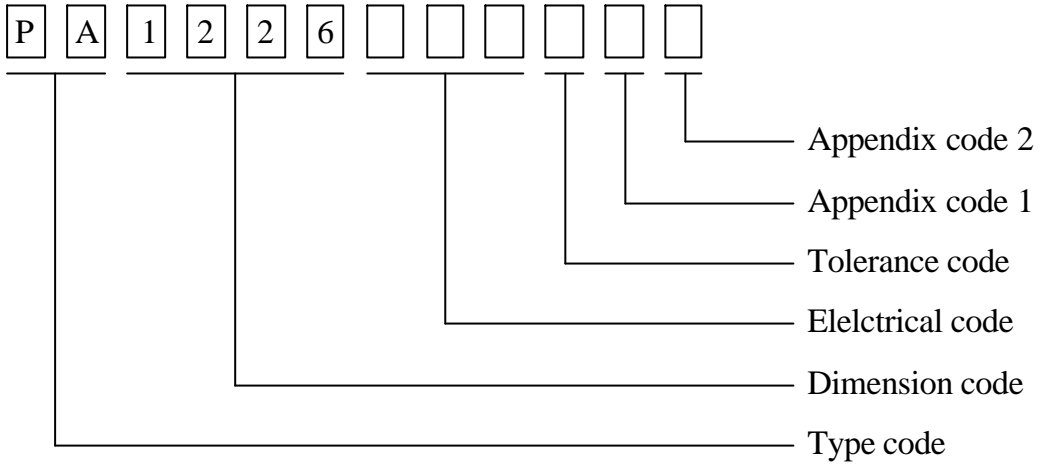 P A 1 2 2 6
Appendix code 2
Appendix code 1
Tolerance code
Elelctrical code
Dimension code
Type code